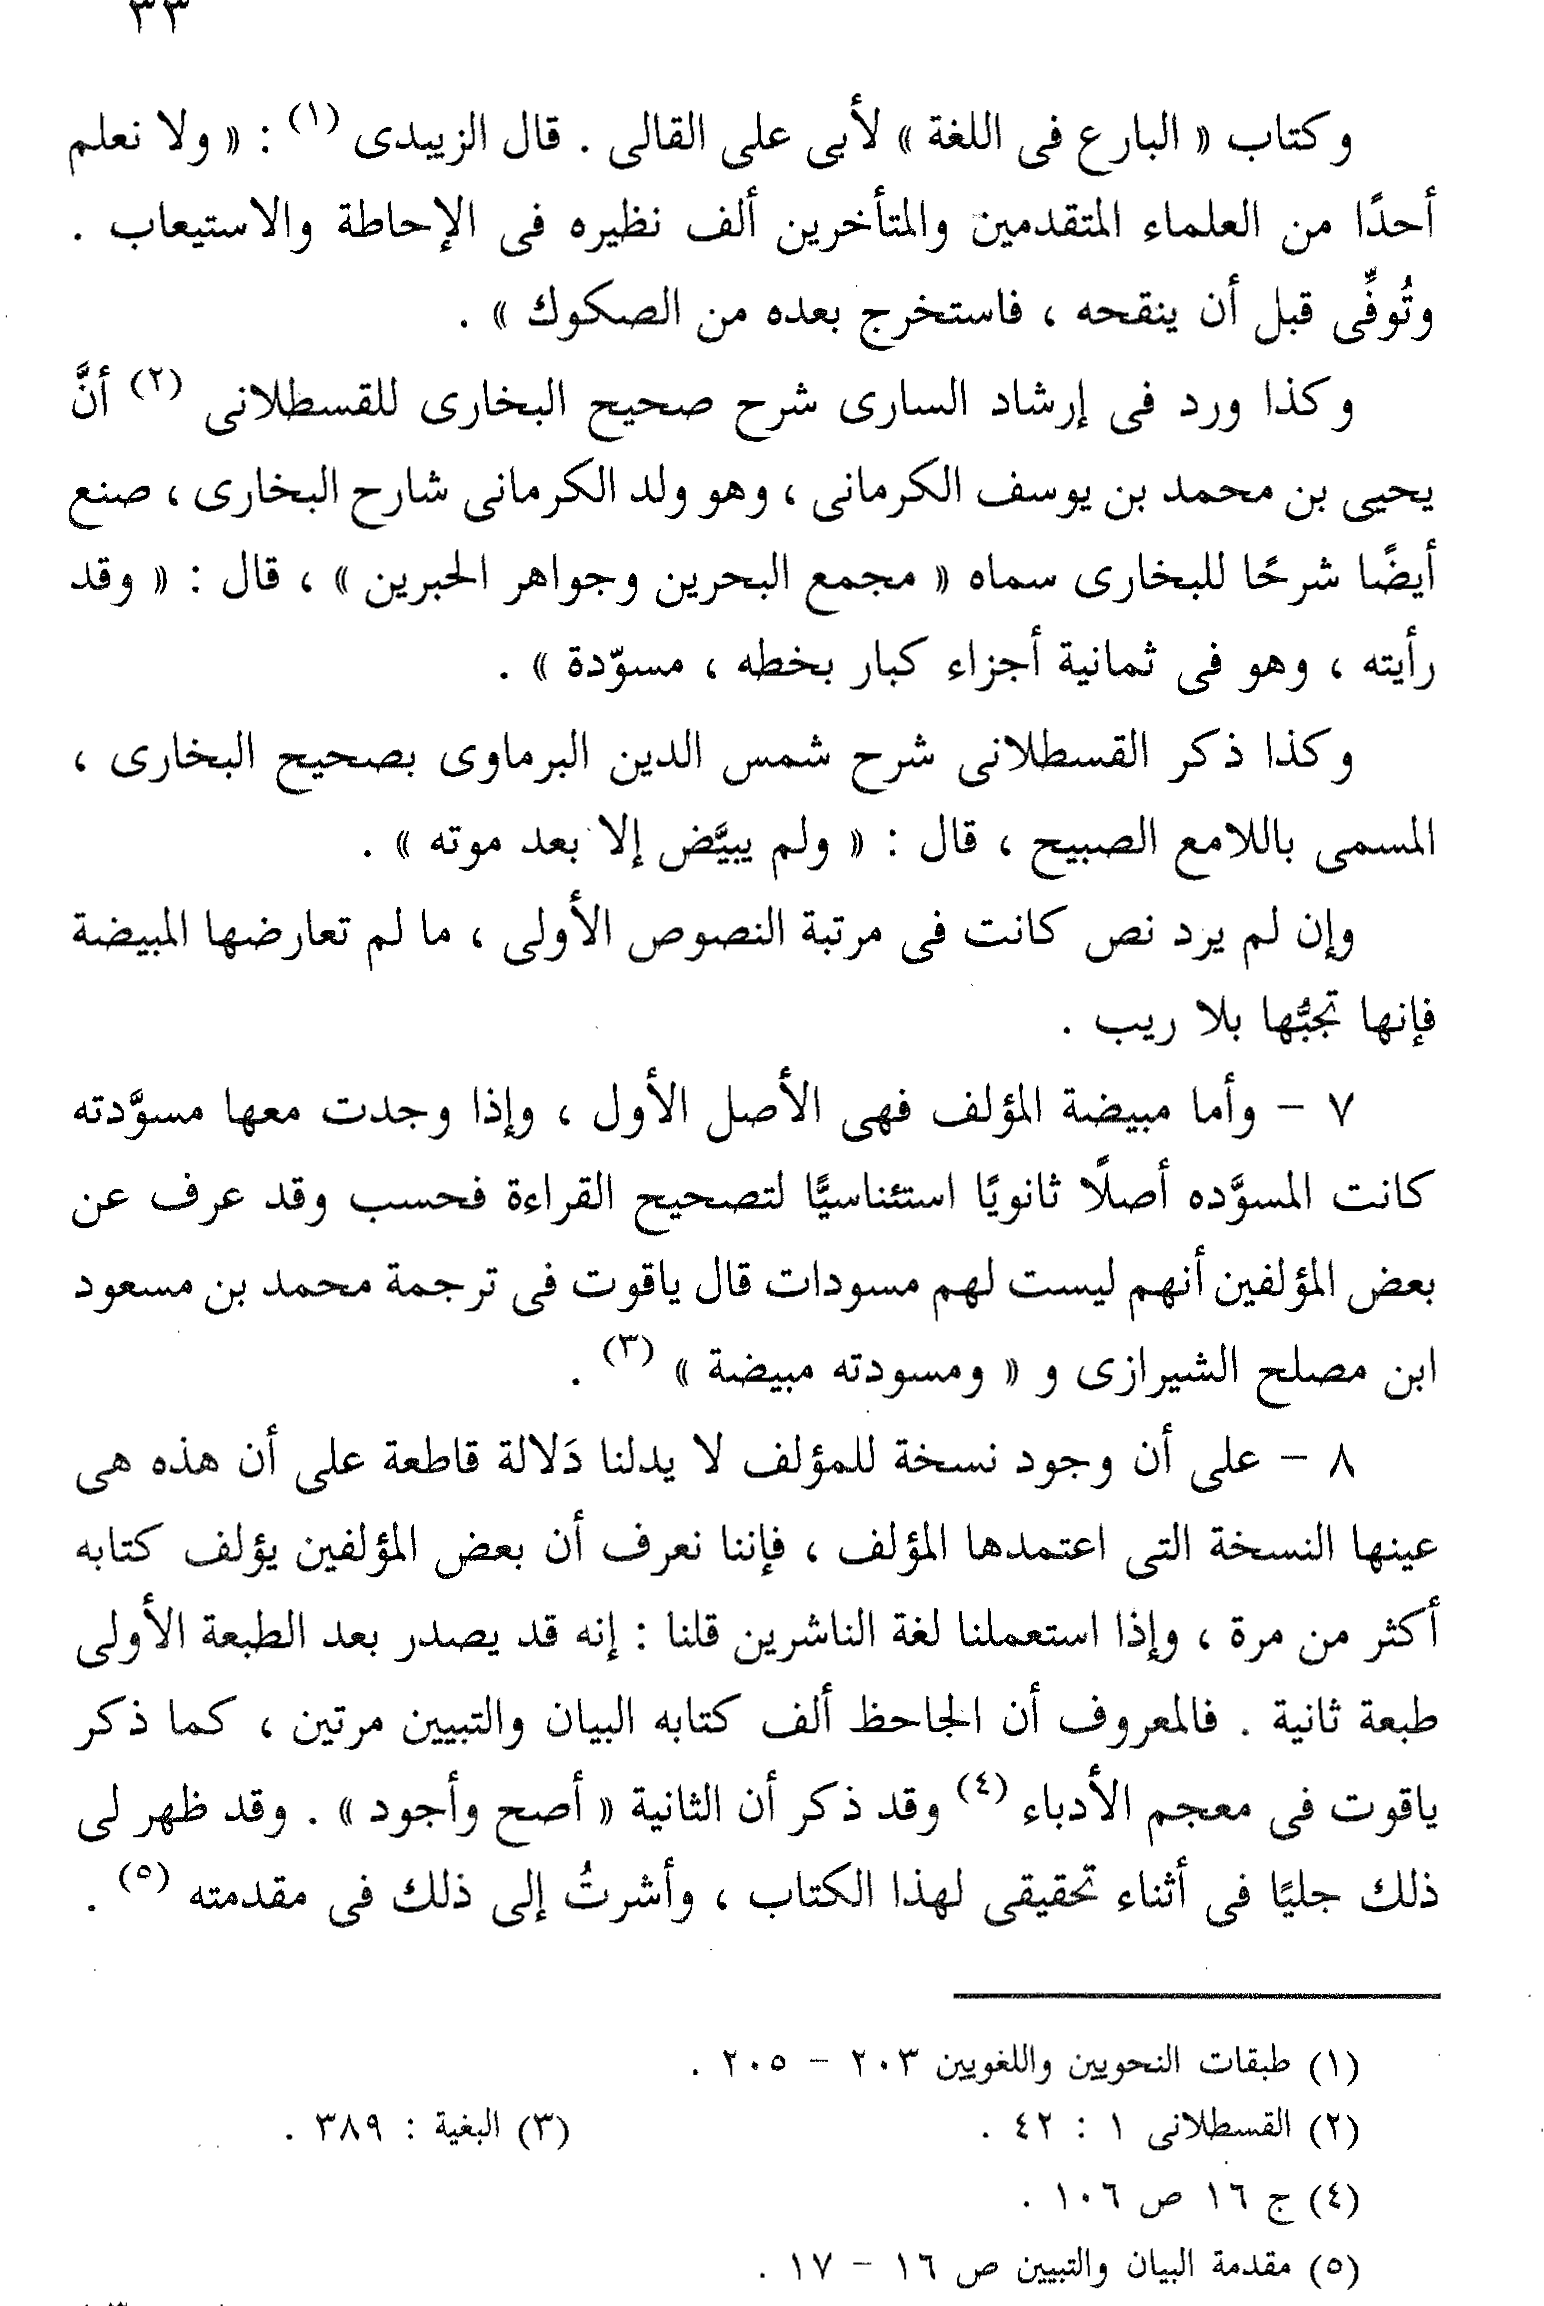 ٣٣
وكتاب « البارع فى اللغة » لأبى على القالى . قال الزبيدى (١) : « ولا نعلم
أحدًا من العلماء المتقدمين والمتأخرين ألف نظيره فى الإحاطة والاستيعاب .
وتُوفِّى قبل أن ينقحه ، فاستخرج بعده من الصكوك » .
وكذا ورد فى إرشاد السارى شرح صحيح البخارى للقسطلانى (٢) أنَّ
يحيى بن محمد بن يوسف الكرمانى ، وهو ولد الكرمانى شارح البخارى ، صنع
أيضًا شرحًا للبخارى سماه « مجمع البحرين وجواهر الحبرين » ، قال : « وقد
رأيته ، وهو فى ثمانية أجزاء كبار بخطه ، مسوّدة » .
وكذا ذكر القسطلانى شرح شمس الدين البرماوى بصحيح البخارى ،
المسمى باللامع الصبيح ، قال : « ولم يبيَّض إلا بعد موته » .
وإن لم يرد نص كانت فى مرتبة النصوص الأولى ، ما لم تعارضها المبيضة
فإنها تجبُّها بلا ريب .
٧ – وأما مبيضة المؤلف فهى الأصل الأول ، وإذا وجدت معها مسوَّدته
كانت المسوَّده أصلًا ثانويًا استئناسيًّا لتصحيح القراءة فحسب وقد عرف عن
بعض المؤلفين أنهم ليست لهم مسودات قال ياقوت فى ترجمة محمد بن مسعود
ابن مصلح الشيرازى و « ومسودته مبيضة » (٣) .
٨ – على أن وجود نسخة للمؤلف لا يدلنا دَلالة قاطعة على أن هذه هى
عينها النسخة التى اعتمدها المؤلف ، فإننا نعرف أن بعض المؤلفين يؤلف كتابه
أكثر من مرة ، وإذا استعملنا لغة الناشرين قلنا : إنه قد يصدر بعد الطبعة الأولى
طبعة ثانية . فالمعروف أن الجاحظ ألف كتابه البيان والتبيين مرتين ، كما ذكر
ياقوت فى معجم الأدباء (٤) وقد ذكر أن الثانية « أصح وأجود » . وقد ظهر لى
ذلك جليًا فى أثناء تحقيقى لهذا الكتاب ، وأشرتُ إلى ذلك فى مقدمته (٥) .
(١) طبقات النحويين واللغويين ٢٠٣ – ٢٠٥ .
(٢) القسطلانى ١ : ٤٢ . (٣) البغية : ٣٨٩ .
(٤) ج ١٦ ص ١٠٦ .
(٥) مقدمة البيان والتبيين ص ١٦ – ١٧ .